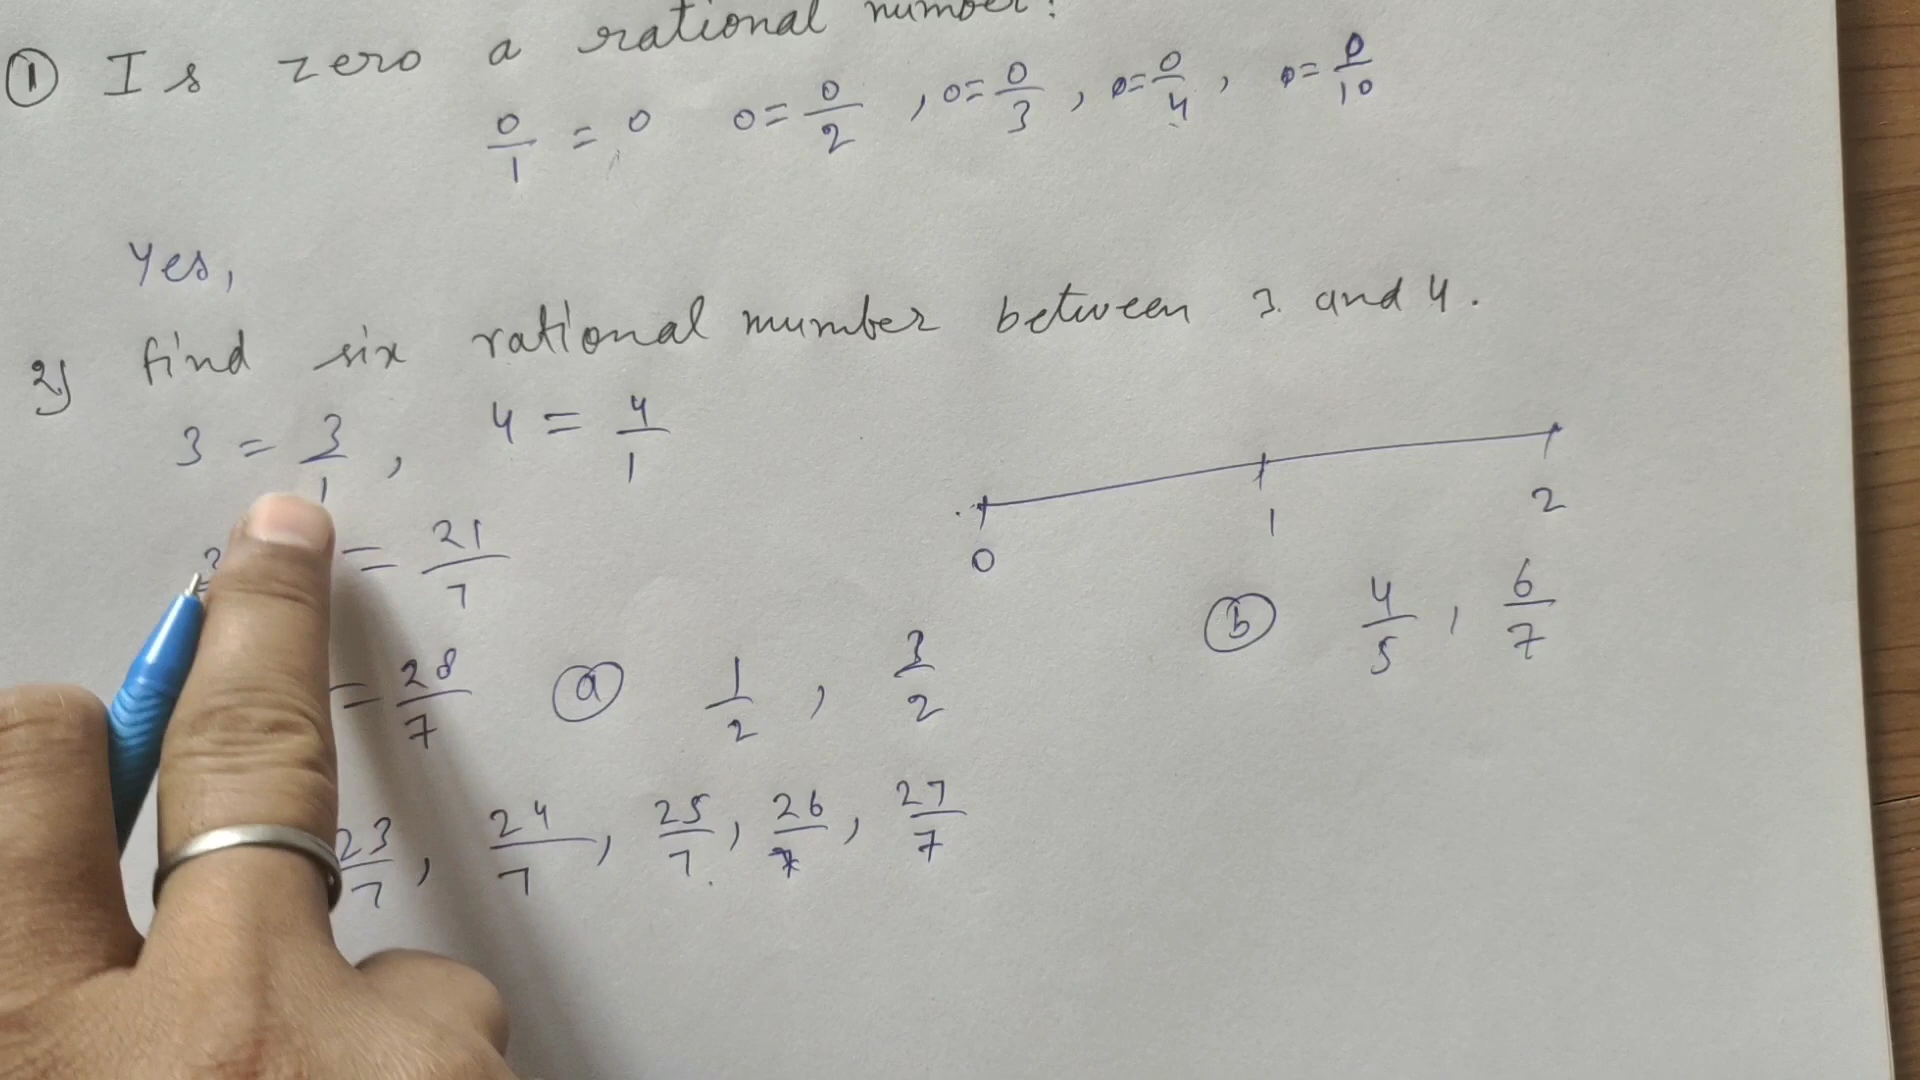 ① Is zero a rational number?
0/1 = 0 0 = 0/2 , 0 = 0/3 , 0 = 0/4 , 0 = 0/10
Yes,
2) find six rational number between 3 and 4.
3 = 3/1 , 4 = 4/1
= 21/7
0 1 2
= 28/7
ⓐ 1/2 , 3/2
ⓑ 4/5 , 6/7
23/7 , 24/7 , 25/7 , 26/7 , 27/7